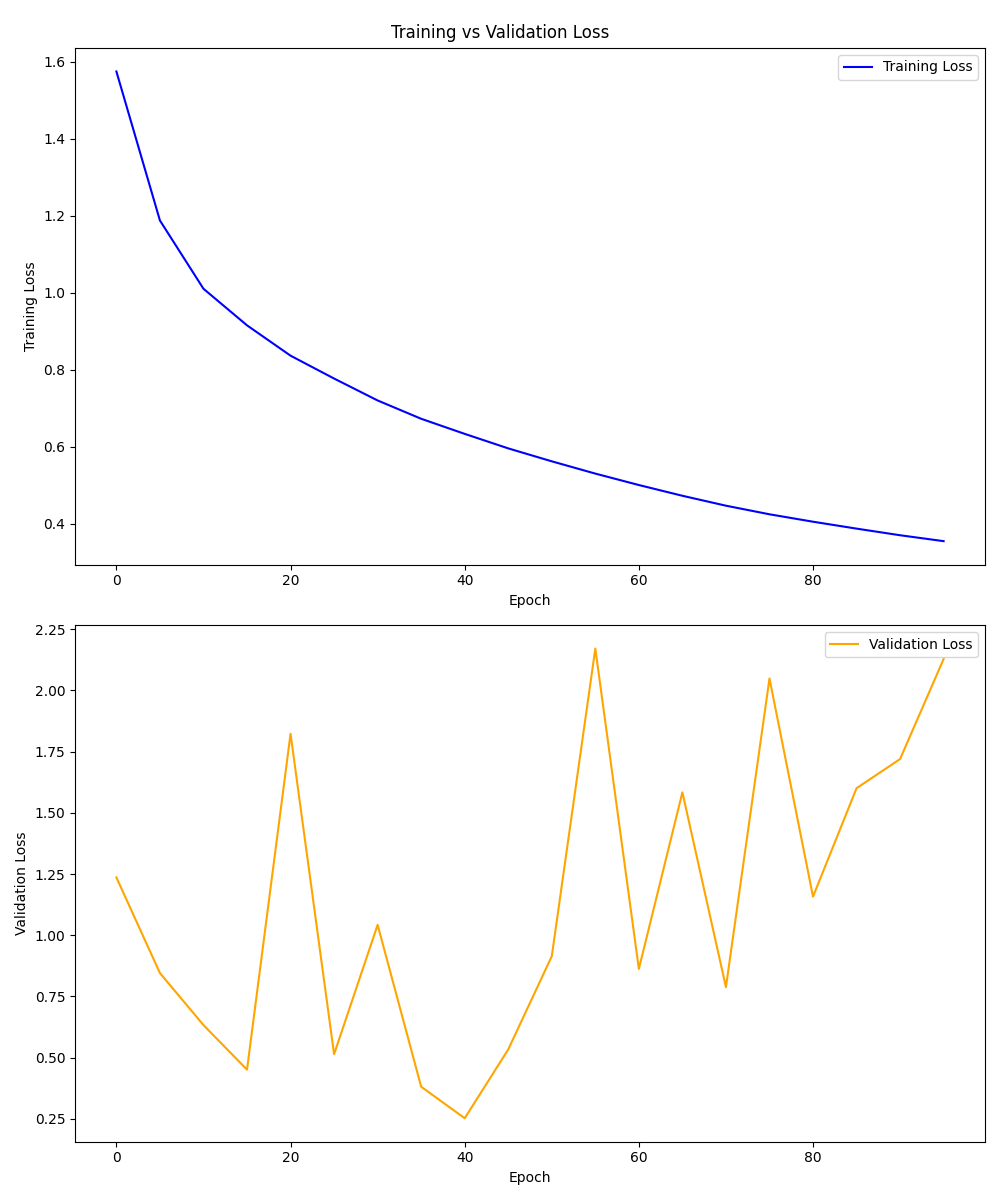 Training vs Validation Loss
Training Loss
1.6
1.4
1.2
1.0
0.8
0.6
0.4
Training Loss
0 20 40 60 80
Epoch
Validation Loss
2.25
2.00
1.75
1.50
1.25
1.00
0.75
0.50
0.25
Validation Loss
0 20 40 60 80
Epoch